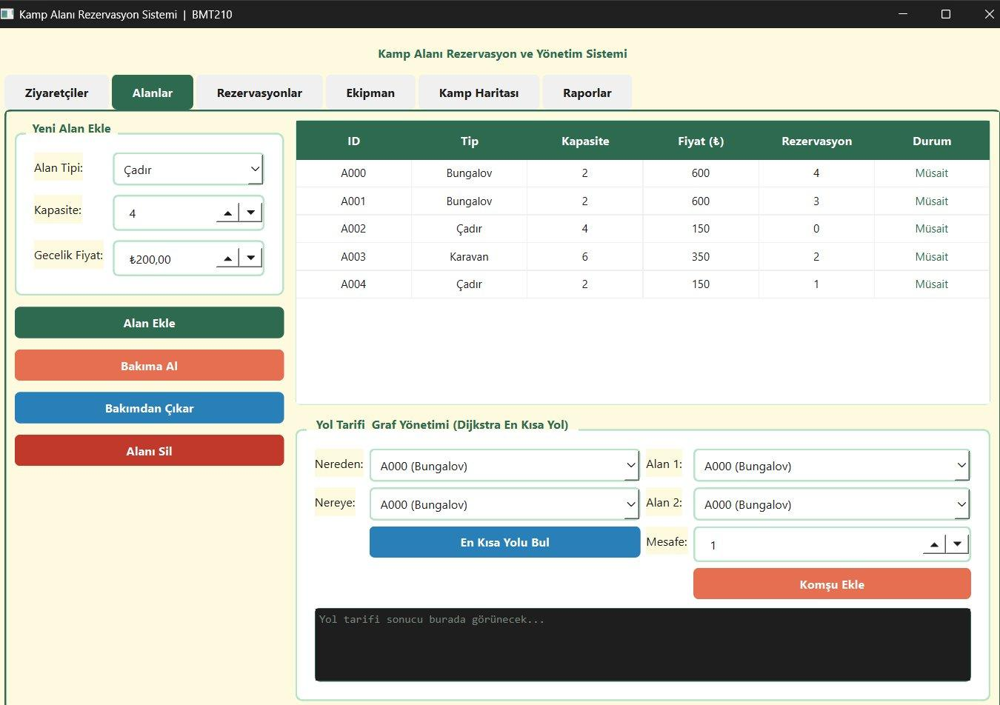 Kamp Alanı Rezervasyon Sistemi | BMT210
Kamp Alanı Rezervasyon ve Yönetim Sistemi
Ziyaretçiler Alanlar Rezervasyonlar Ekipman Kamp Haritası Raporlar
Yeni Alan Ekle
Alan Tipi: Çadır
Kapasite: 4
Gecelik Fiyat: ₺200,00
Alan Ekle
Bakıma Al
Bakımdan Çıkar
Alanı Sil
ID Tip Kapasite Fiyat (₺) Rezervasyon Durum
A000 Bungalov 2 600 4 Müsait
A001 Bungalov 2 600 3 Müsait
A002 Çadır 4 150 0 Müsait
A003 Karavan 6 350 2 Müsait
A004 Çadır 2 150 1 Müsait
Yol Tarifi Graf Yönetimi (Dijkstra En Kısa Yol)
Nereden: A000 (Bungalov) Alan 1: A000 (Bungalov)
Nereye: A000 (Bungalov) Alan 2: A000 (Bungalov)
En Kısa Yolu Bul Mesafe: 1
Komşu Ekle
Yol tarifi sonucu burada görünecek...